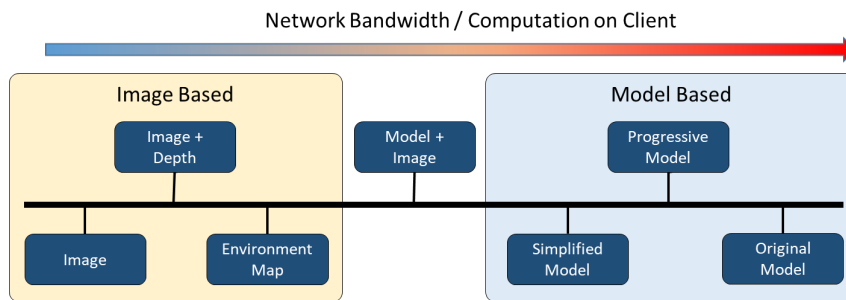 Network Bandwidth / Computation on Client
Image Based
Model Based
Image +
Depth
Model +
Image
Progressive
Model
Image
Environment
Map
Simplified
Model
Original
Model